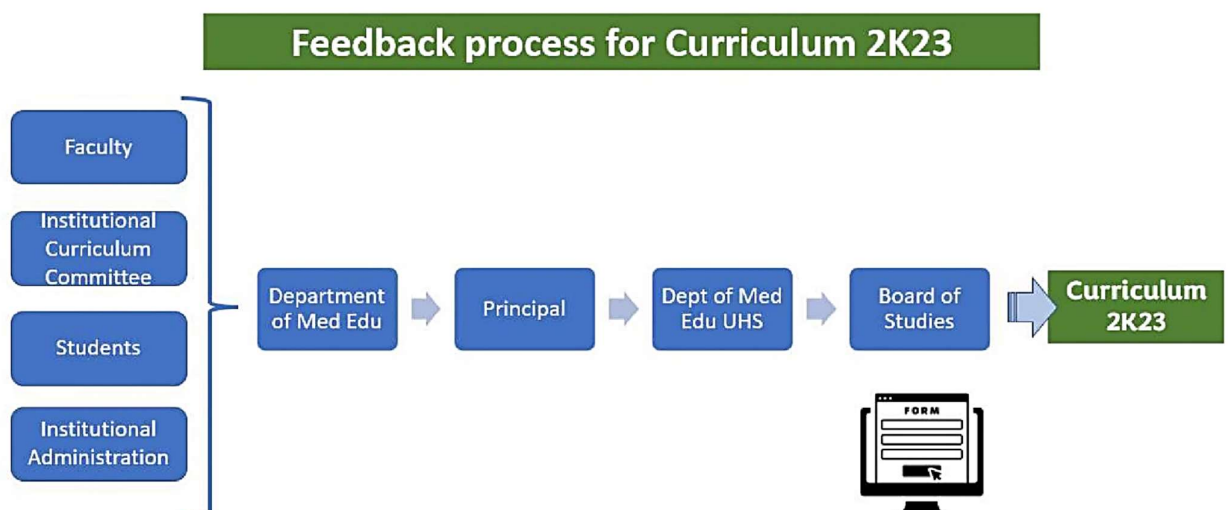 Feedback process for Curriculum 2K23
Faculty
Institutional
Curriculum
Committee
Students
Institutional
Administration
Department
of Med Edu
Principal
Dept of Med
Edu UHS
Board of
Studies
Curriculum
2K23
FORM